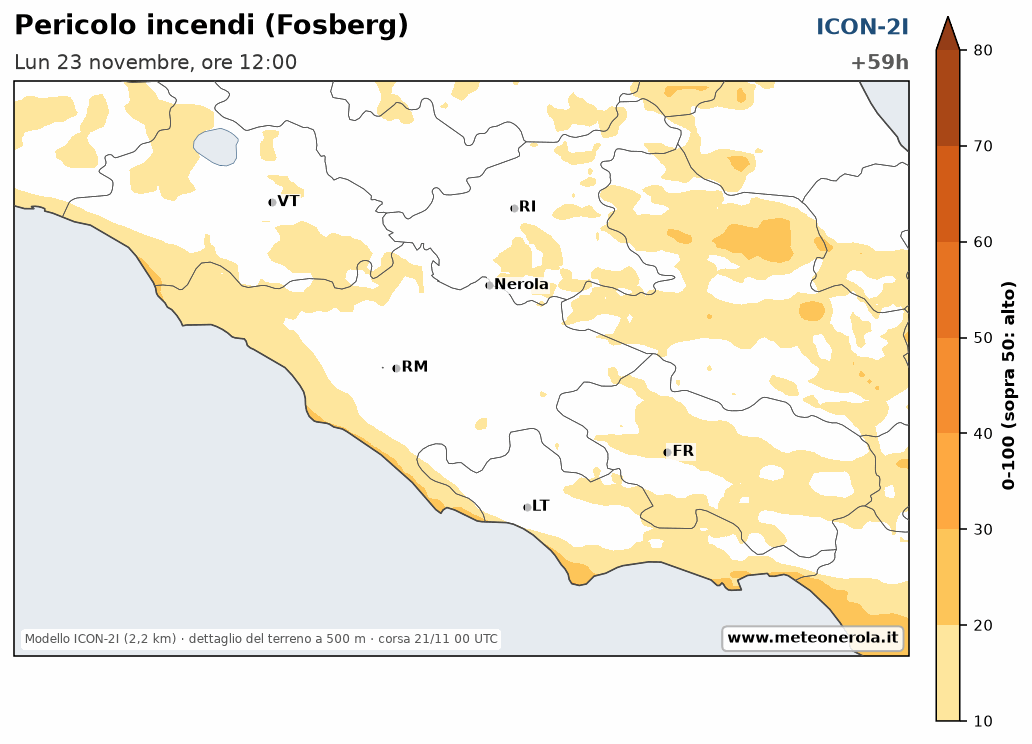 Pericolo incendi (Fosberg)
ICON-2I
Lun 23 novembre, ore 12:00
+59h
VT
RI
Nerola
RM
FR
LT
Modello ICON-2I (2,2 km) · dettaglio del terreno a 500 m · corsa 21/11 00 UTC
www.meteonerola.it
80
70
60
50
40
30
20
10
0-100 (sopra 50: alto)